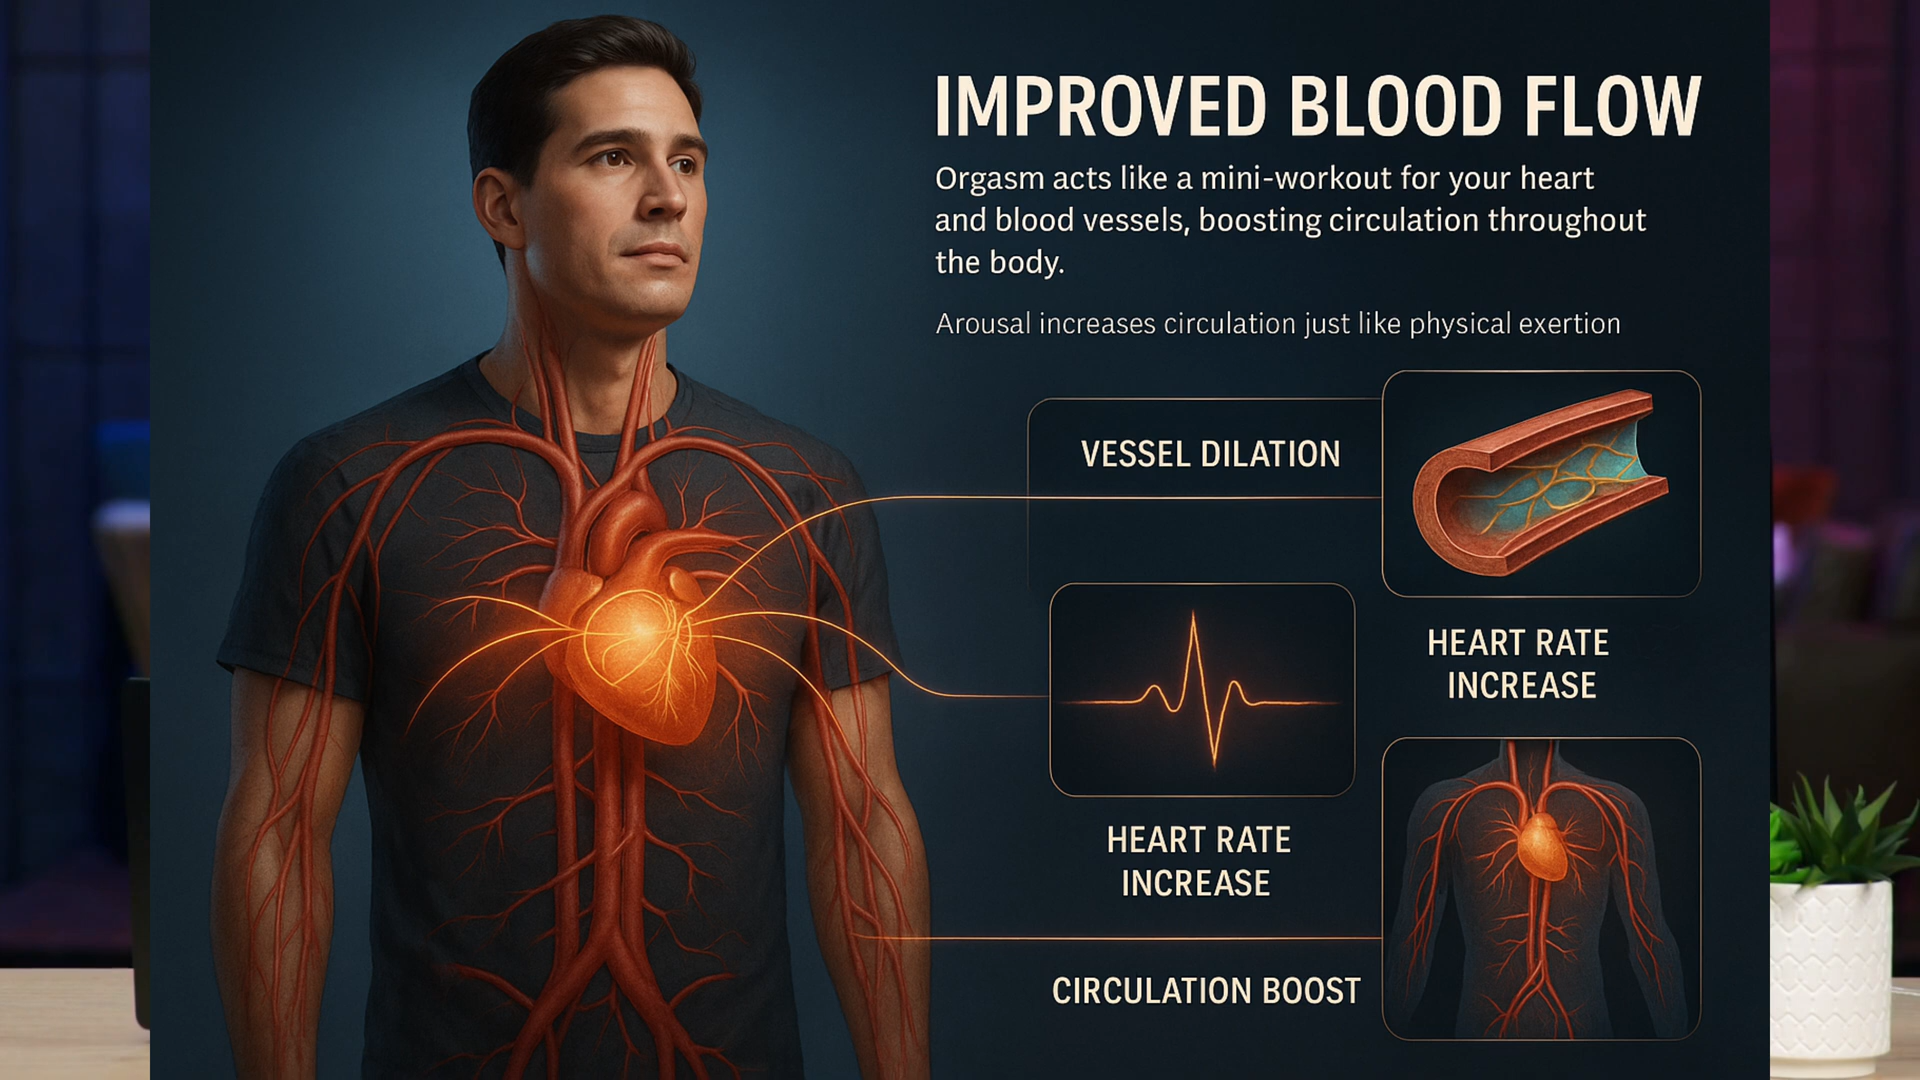 IMPROVED BLOOD FLOW
Orgasm acts like a mini-workout for your heart
and blood vessels, boosting circulation throughout
the body.
Arousal increases circulation just like physical exertion
VESSEL DILATION
HEART RATE
INCREASE
HEART RATE
INCREASE
CIRCULATION BOOST